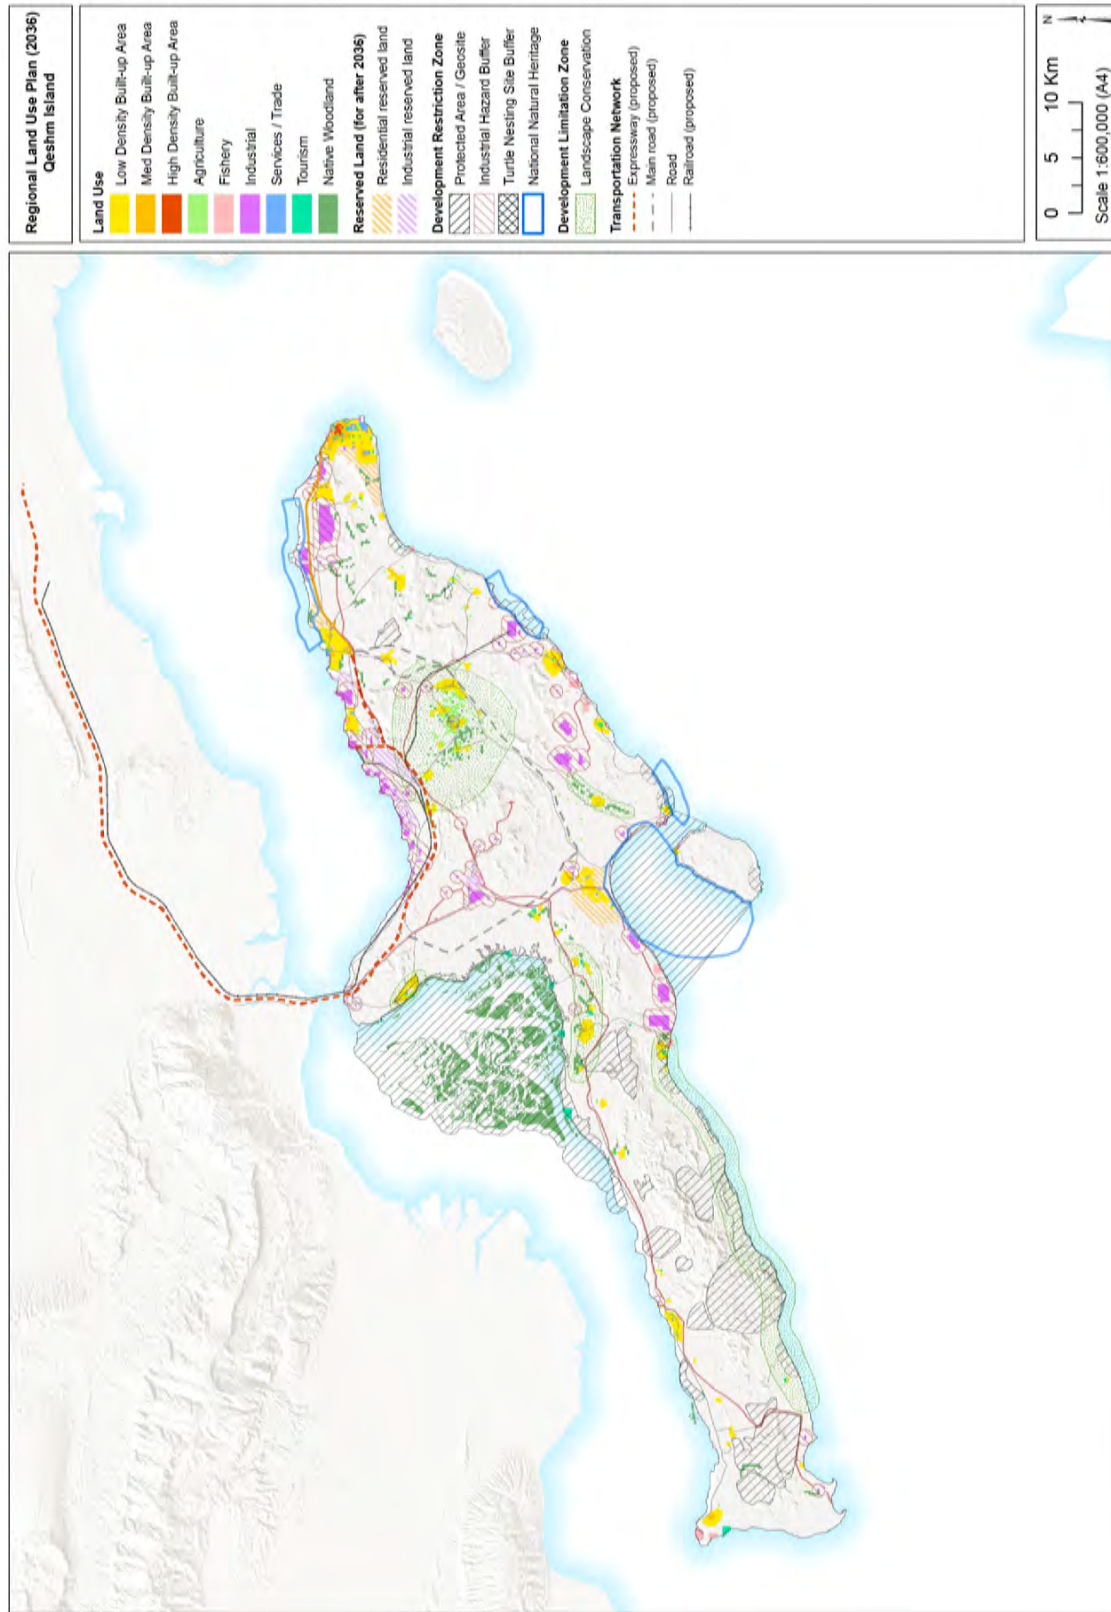 Regional Land Use Plan (2036)
Qeshm Island
Land Use
Low Density Built-up Area
Med Density Built-up Area
High Density Built-up Area
Agriculture
Fishery
Industrial
Services / Trade
Tourism
Native Woodland
Reserved Land (for after 2036)
Residential reserved land
Industrial reserved land
Development Restriction Zone
Protected Area / Geosite
Industrial Hazard Buffer
Turtle Nesting Site Buffer
National Natural Heritage
Development Limitation Zone
Landscape Conservation
Transportation Network
Expressway (proposed)
Main road (proposed)
Road
Railroad (proposed)
0 5 10 Km
N
Scale 1:600,000 (A4)